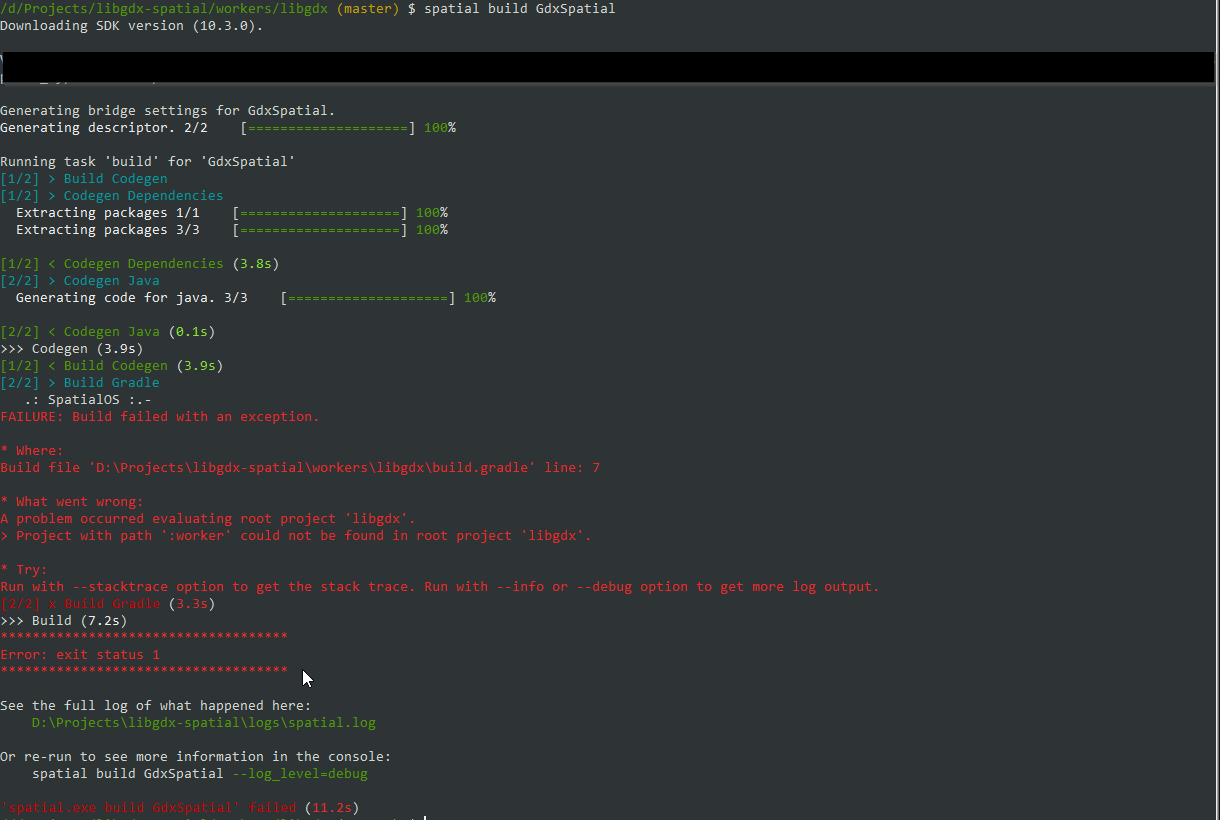 /d/Projects/libgdx-spatial/workers/libgdx (master) $ spatial build GdxSpatial
Downloading SDK version (10.3.0).
Generating bridge settings for GdxSpatial.
Generating descriptor. 2/2    [====================] 100%
Running task 'build' for 'GdxSpatial'
[1/2] > Build Codegen
[1/2] > Codegen Dependencies
  Extracting packages 1/1    [====================] 100%
  Extracting packages 3/3    [====================] 100%
[1/2] < Codegen Dependencies (3.8s)
[2/2] > Codegen Java
  Generating code for java. 3/3    [====================] 100%
[2/2] < Codegen Java (0.1s)
>>> Codegen (3.9s)
[1/2] < Build Codegen (3.9s)
[2/2] > Build Gradle
   .: SpatialOS :.-
FAILURE: Build failed with an exception.
* Where:
Build file 'D:\Projects\libgdx-spatial\workers\libgdx\build.gradle' line: 7
* What went wrong:
A problem occurred evaluating root project 'libgdx'.
> Project with path ':worker' could not be found in root project 'libgdx'.
* Try:
Run with --stacktrace option to get the stack trace. Run with --info or --debug option to get more log output.
[2/2] x Build Gradle (3.3s)
>>> Build (7.2s)
************************************
Error: exit status 1
************************************
See the full log of what happened here:
    D:\Projects\libgdx-spatial\logs\spatial.log
Or re-run to see more information in the console:
    spatial build GdxSpatial --log_level=debug
'spatial.exe build GdxSpatial' failed (11.2s)